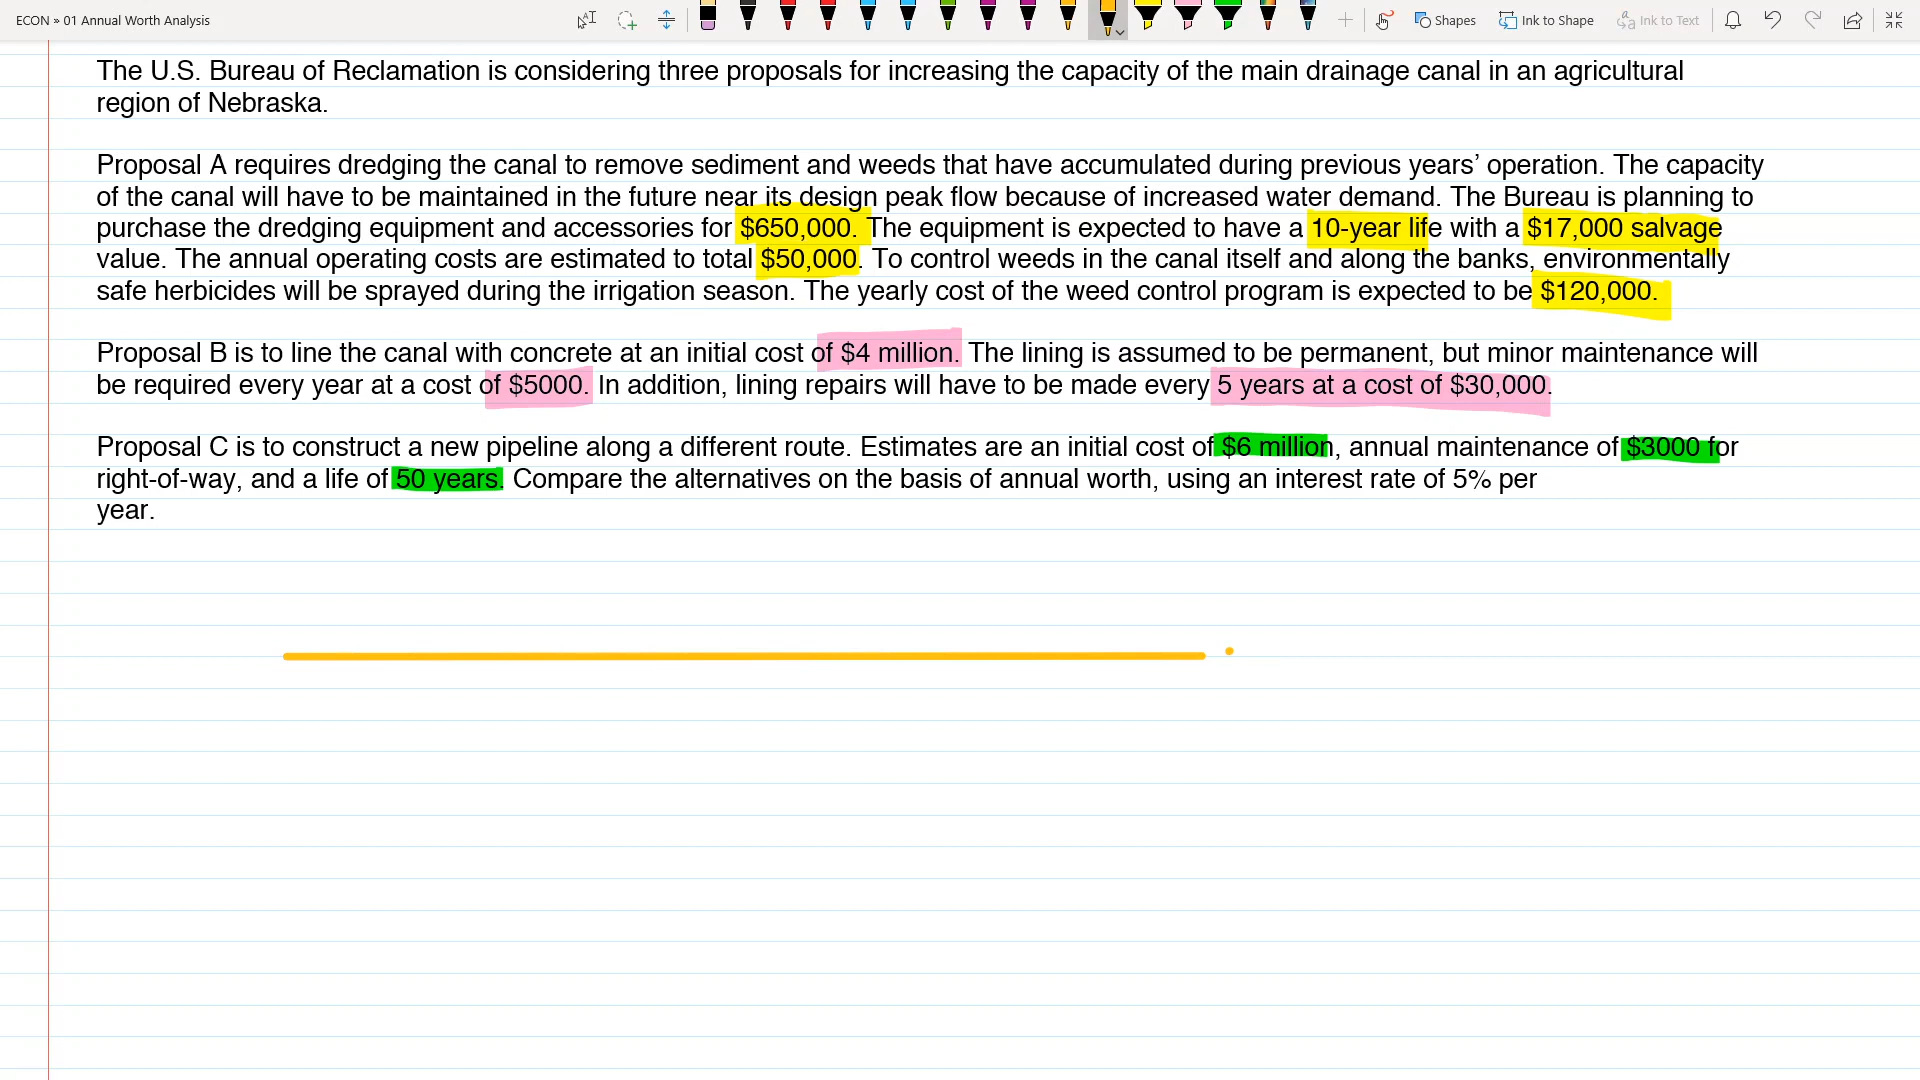 ECON » 01 Annual Worth Analysis
Shapes
Ink to Shape
Ink to Text
The U.S. Bureau of Reclamation is considering three proposals for increasing the capacity of the main drainage canal in an agricultural
region of Nebraska.
Proposal A requires dredging the canal to remove sediment and weeds that have accumulated during previous years’ operation. The capacity
of the canal will have to be maintained in the future near its design peak flow because of increased water demand. The Bureau is planning to
purchase the dredging equipment and accessories for $650,000. The equipment is expected to have a 10-year life with a $17,000 salvage
value. The annual operating costs are estimated to total $50,000. To control weeds in the canal itself and along the banks, environmentally
safe herbicides will be sprayed during the irrigation season. The yearly cost of the weed control program is expected to be $120,000.
Proposal B is to line the canal with concrete at an initial cost of $4 million. The lining is assumed to be permanent, but minor maintenance will
be required every year at a cost of $5000. In addition, lining repairs will have to be made every 5 years at a cost of $30,000.
Proposal C is to construct a new pipeline along a different route. Estimates are an initial cost of $6 million, annual maintenance of $3000 for
right-of-way, and a life of 50 years. Compare the alternatives on the basis of annual worth, using an interest rate of 5% per
year.